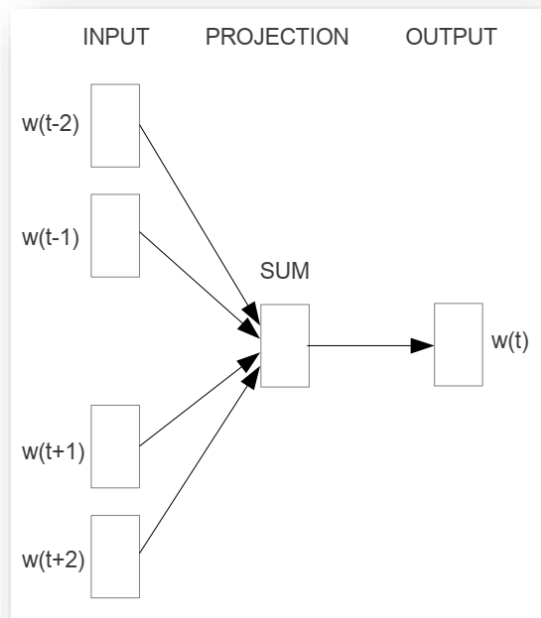 INPUT PROJECTION OUTPUT
w(t-2)
w(t-1)
SUM
w(t)
w(t+1)
w(t+2)